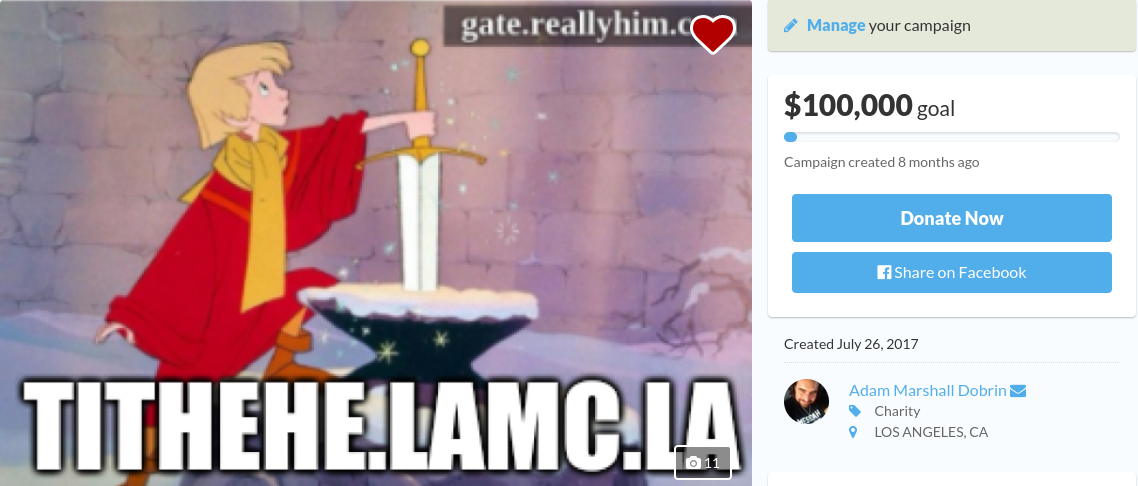 gate.reallyhim.c
TITHEHE.LAMC.LA
11
Manage your campaign
$100,000 goal
Campaign created 8 months ago
Donate Now
Share on Facebook
Created July 26, 2017
Adam Marshall Dobrin
Charity
LOS ANGELES, CA